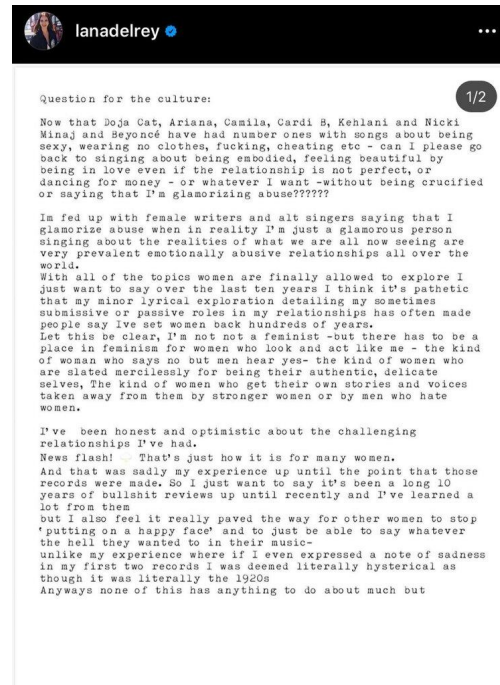 lanadelrey
1/2
Question for the culture:
Now that Doja Cat, Ariana, Camila, Cardi B, Kehlani and Nicki
Minaj and Beyoncé have had number ones with songs about being
sexy, wearing no clothes, fucking, cheating etc - can I please go
back to singing about being embodied, feeling beautiful by
being in love even if the relationship is not perfect, or
dancing for money - or whatever I want -without being crucified
or saying that I'm glamorizing abuse??????
Im fed up with female writers and alt singers saying that I
glamorize abuse when in reality I'm just a glamorous person
singing about the realities of what we are all now seeing are
very prevalent emotionally abusive relationships all over the
world.
With all of the topics women are finally allowed to explore I
just want to say over the last ten years I think it's pathetic
that my minor lyrical exploration detailing my sometimes
submissive or passive roles in my relationships has often made
people say Ive set women back hundreds of years.
Let this be clear, I'm not not a feminist -but there has to be a
place in feminism for women who look and act like me - the kind
of woman who says no but men hear yes- the kind of women who
are slated mercilessly for being their authentic, delicate
selves, The kind of women who get their own stories and voices
taken away from them by stronger women or by men who hate
women.
I've been honest and optimistic about the challenging
relationships I've had.
News flash! That's just how it is for many women.
And that was sadly my experience up until the point that those
records were made. So I just want to say it's been a long 10
years of bullshit reviews up until recently and I've learned a
lot from them
but I also feel it really paved the way for other women to stop
'putting on a happy face' and to just be able to say whatever
the hell they wanted to in their music-
unlike my experience where if I even expressed a note of sadness
in my first two records I was deemed literally hysterical as
though it was literally the 1920s
Anyways none of this has anything to do about much but